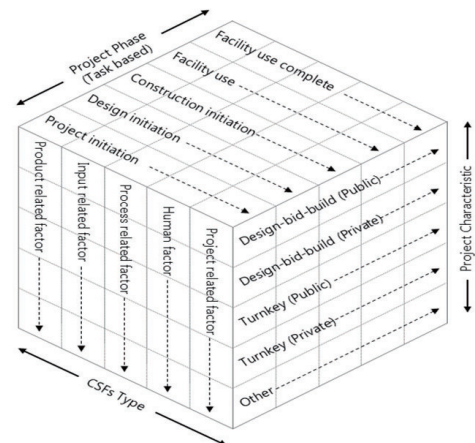 Project Phase
(Task based)
Facility use complete
Facility use
Construction initiation
Design initiation
Project initiation
Product related factor
Input related factor
Process related factor
Human factor
Project related factor
Design-bid-build (Public)
Design-bid-build (Private)
Turnkey (Public)
Turnkey (Private)
Other
Project Characteristic
CSFs Type